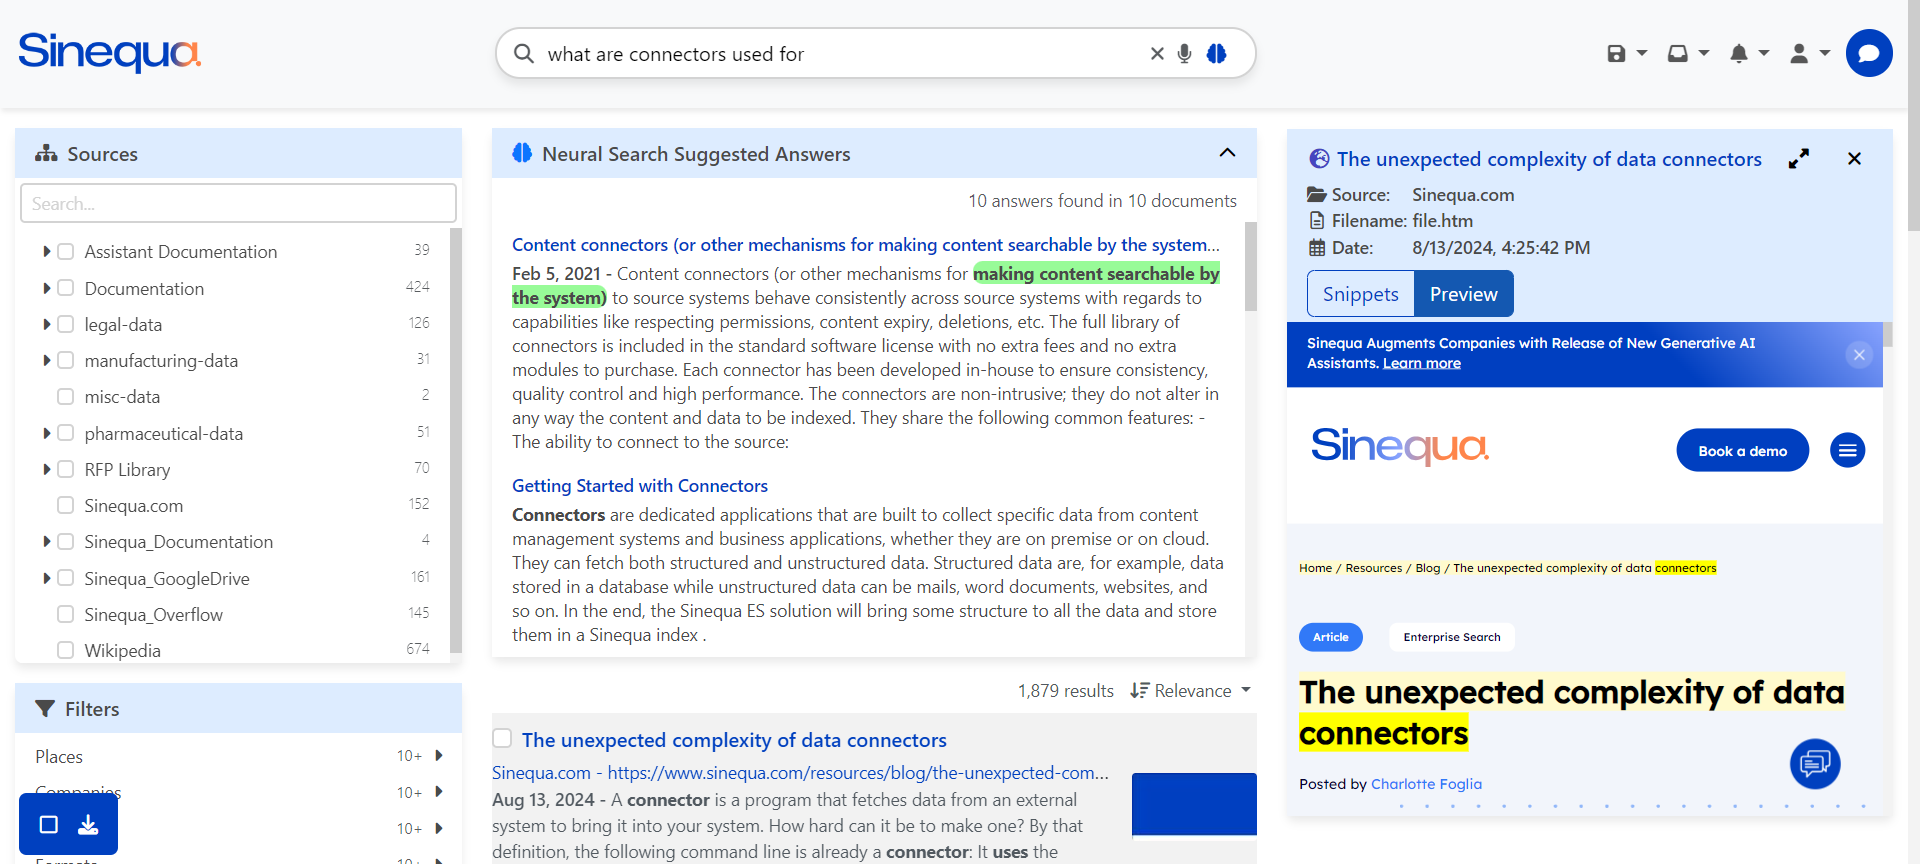 Sinequa.
what are connectors used for
Sources
Search...
Assistant Documentation 39
Documentation 424
legal-data 126
manufacturing-data 31
misc-data 2
pharmaceutical-data 51
RFP Library 70
Sinequa.com 152
Sinequa_Documentation 4
Sinequa_GoogleDrive 161
Sinequa_Overflow 145
Wikipedia 674
Filters
Places 10+
Companies 10+
10+
Formats 10+
Neural Search Suggested Answers
10 answers found in 10 documents
Content connectors (or other mechanisms for making content searchable by the system...
Feb 5, 2021 - Content connectors (or other mechanisms for making content searchable by
the system) to source systems behave consistently across source systems with regards to
capabilities like respecting permissions, content expiry, deletions, etc. The full library of
connectors is included in the standard software license with no extra fees and no extra
modules to purchase. Each connector has been developed in-house to ensure consistency,
quality control and high performance. The connectors are non-intrusive; they do not alter in
any way the content and data to be indexed. They share the following common features: -
The ability to connect to the source:
Getting Started with Connectors
Connectors are dedicated applications that are built to collect specific data from content
management systems and business applications, whether they are on premise or on cloud.
They can fetch both structured and unstructured data. Structured data are, for example, data
stored in a database while unstructured data can be mails, word documents, websites, and
so on. In the end, the Sinequa ES solution will bring some structure to all the data and store
them in a Sinequa index .
1,879 results Relevance
The unexpected complexity of data connectors
Sinequa.com - https://www.sinequa.com/resources/blog/the-unexpected-com...
Aug 13, 2024 - A connector is a program that fetches data from an external
system to bring it into your system. How hard can it be to make one? By that
definition, the following command line is already a connector: It uses the
The unexpected complexity of data connectors
Source: Sinequa.com
Filename: file.htm
Date: 8/13/2024, 4:25:42 PM
Snippets Preview
Sinequa Augments Companies with Release of New Generative AI
Assistants. Learn more
Sinequa.
Book a demo
Home / Resources / Blog / The unexpected complexity of data connectors
Article Enterprise Search
The unexpected complexity of data
connectors
Posted by Charlotte Foglia